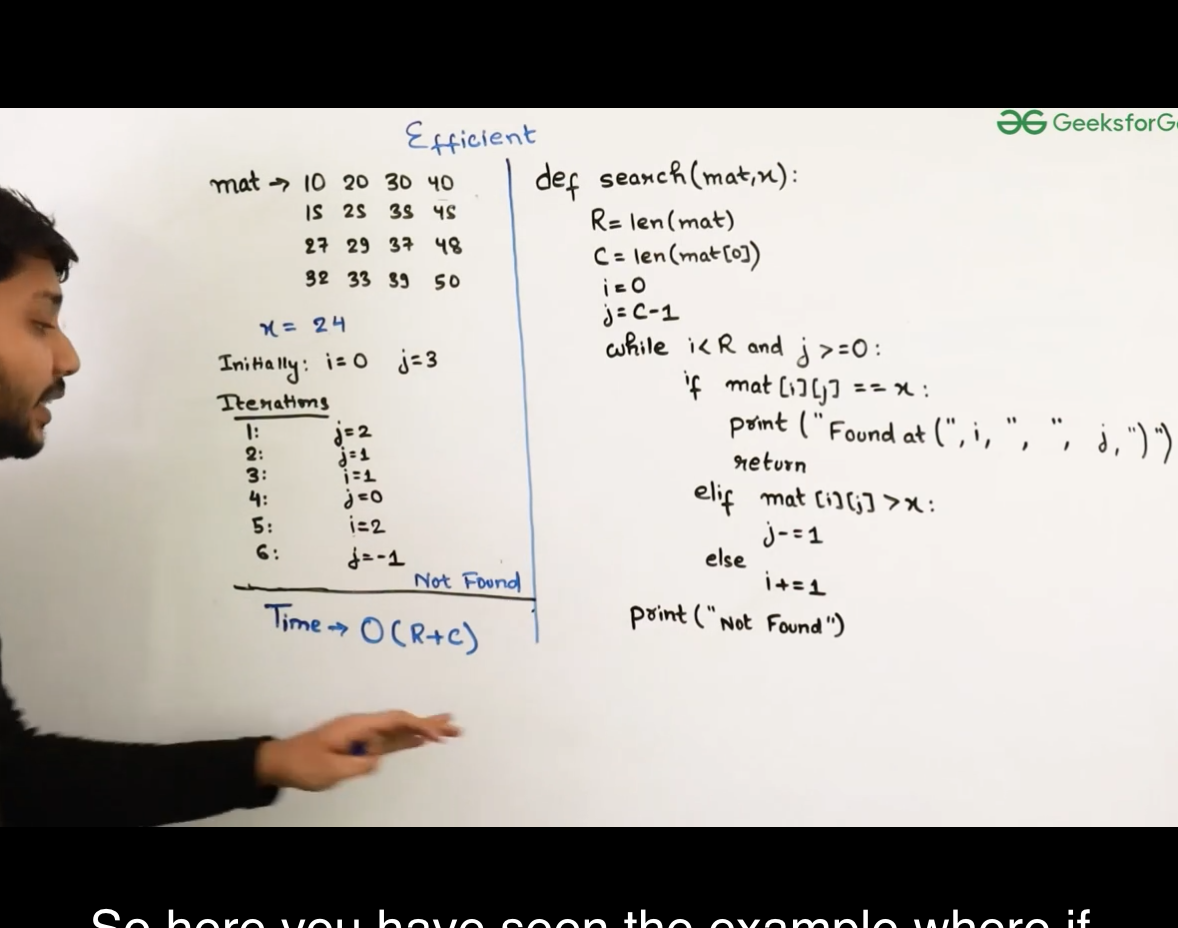 GeeksforG
Efficient
mat → 10 20 30 40
15 25 35 45
27 29 37 48
32 33 39 50
x = 24
Initially: i=0 j=3
Iterations
1: j=2
2: j=1
3: i=1
4: j=0
5: i=2
6: j=-1
Not Found
Time → O(R+C)
def search(mat,x):
R= len(mat)
C= len(mat[0])
i=0
j=C-1
while i<R and j>=0:
if mat[i][j] == x:
print ("Found at (", i, ", ", j, ")")
return
elif mat[i][j] >x:
j-=1
else
i+=1
print("Not Found")
So here you have seen the example where if